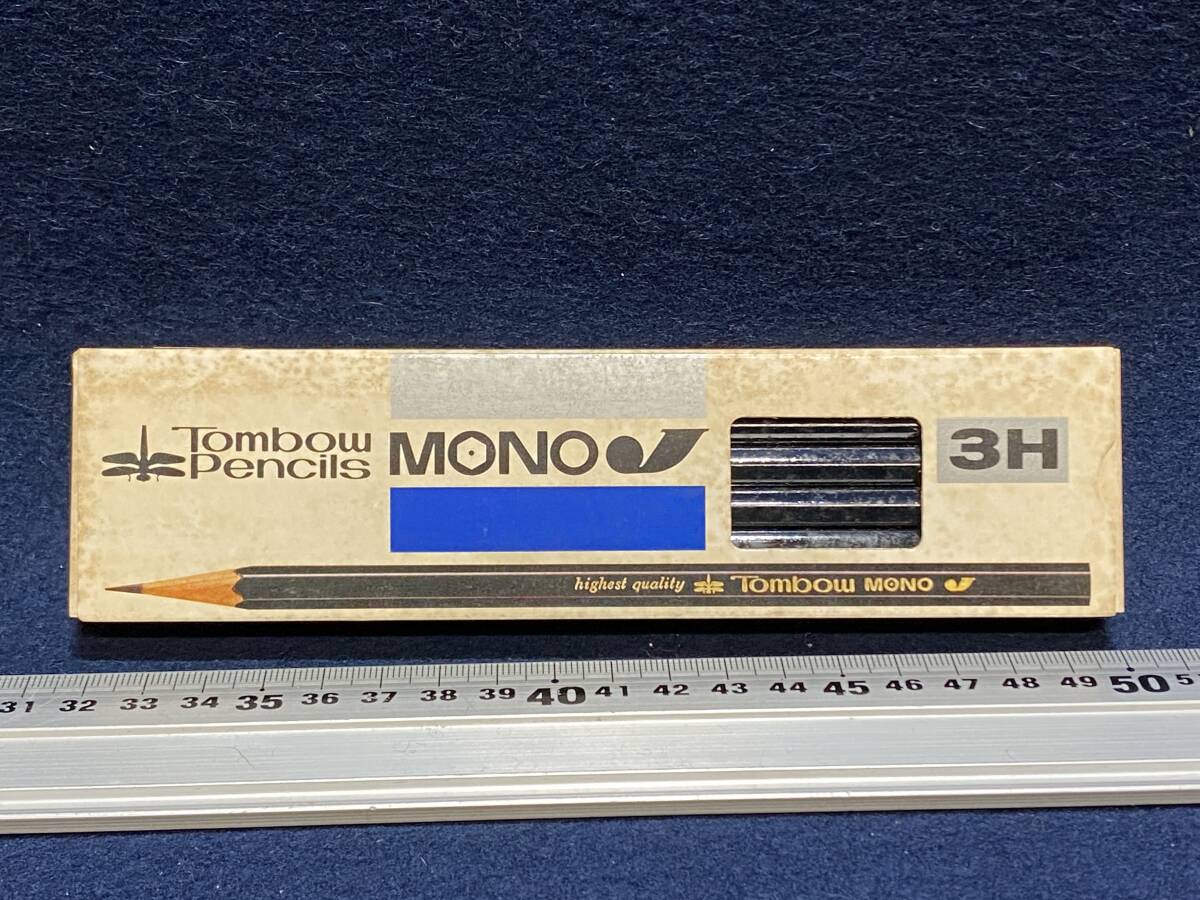 Tombow
Pencils
MONO J
3H
highest quality Tombow MONO J
31 32 33 34 35 36 37 38 39 40 41 42 43 44 45 46 47 48 49 50 51